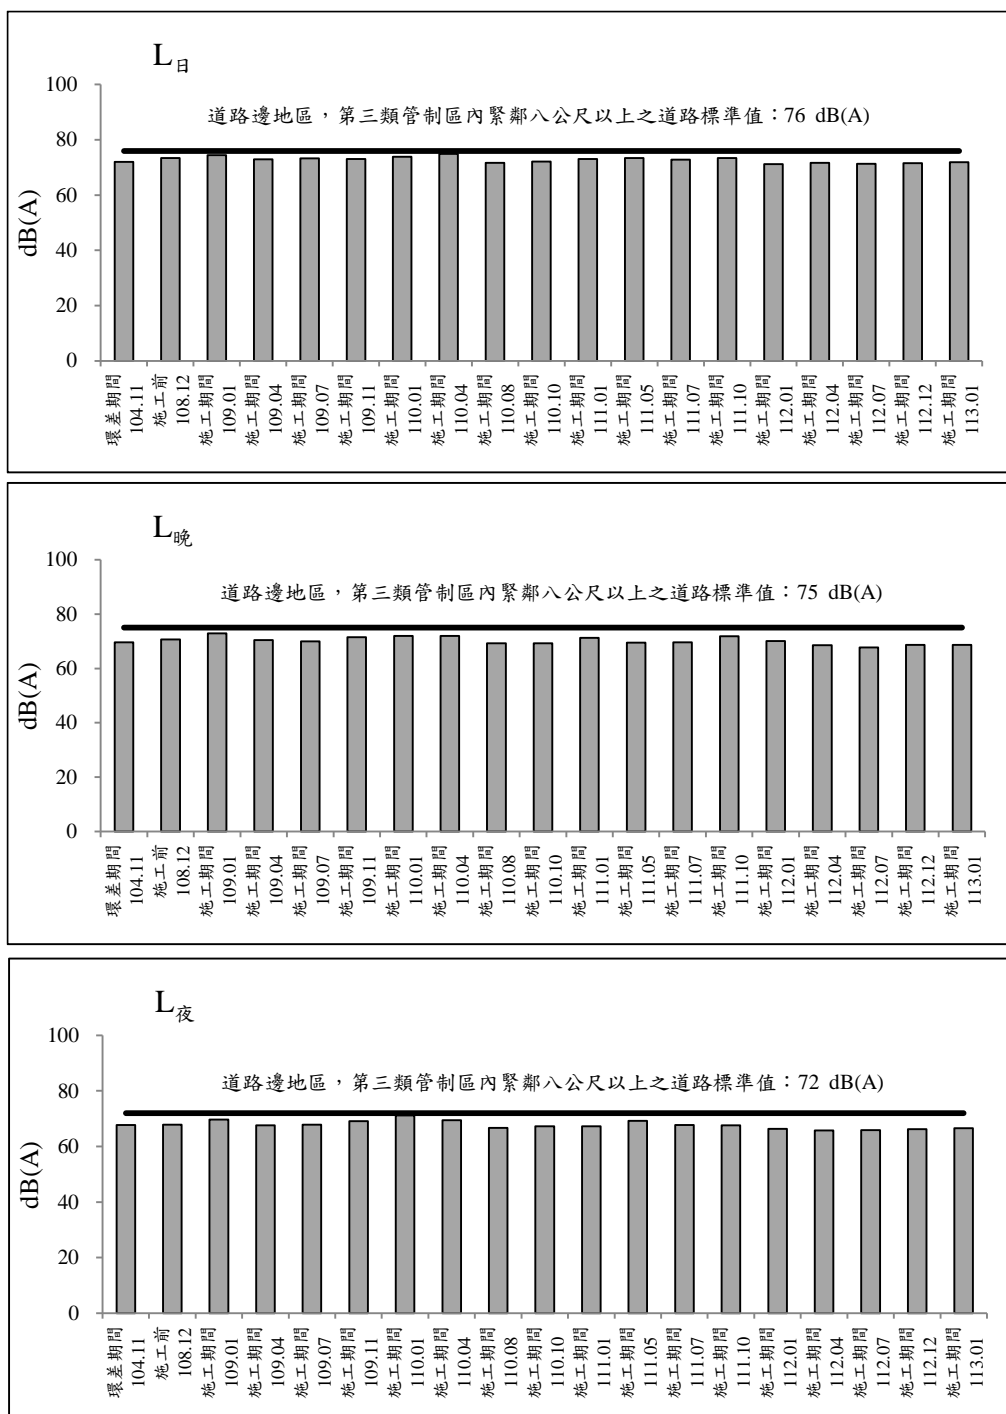 L日
道路邊地區，第三類管制區內緊鄰八公尺以上之道路標準值：76 dB(A)
dB(A)
100
80
60
40
20
0
環差期間 104.11
施工前 108.12
施工期間 109.01
施工期間 109.04
施工期間 109.07
施工期間 109.11
施工期間 110.01
施工期間 110.04
施工期間 110.08
施工期間 110.10
施工期間 111.01
施工期間 111.05
施工期間 111.07
施工期間 111.10
施工期間 112.01
施工期間 112.04
施工期間 112.07
施工期間 112.12
施工期間 113.01
L晚
道路邊地區，第三類管制區內緊鄰八公尺以上之道路標準值：75 dB(A)
dB(A)
100
80
60
40
20
0
環差期間 104.11
施工前 108.12
施工期間 109.01
施工期間 109.04
施工期間 109.07
施工期間 109.11
施工期間 110.01
施工期間 110.04
施工期間 110.08
施工期間 110.10
施工期間 111.01
施工期間 111.05
施工期間 111.07
施工期間 111.10
施工期間 112.01
施工期間 112.04
施工期間 112.07
施工期間 112.12
施工期間 113.01
L夜
道路邊地區，第三類管制區內緊鄰八公尺以上之道路標準值：72 dB(A)
dB(A)
100
80
60
40
20
0
環差期間 104.11
施工前 108.12
施工期間 109.01
施工期間 109.04
施工期間 109.07
施工期間 109.11
施工期間 110.01
施工期間 110.04
施工期間 110.08
施工期間 110.10
施工期間 111.01
施工期間 111.05
施工期間 111.07
施工期間 111.10
施工期間 112.01
施工期間 112.04
施工期間 112.07
施工期間 112.12
施工期間 113.01